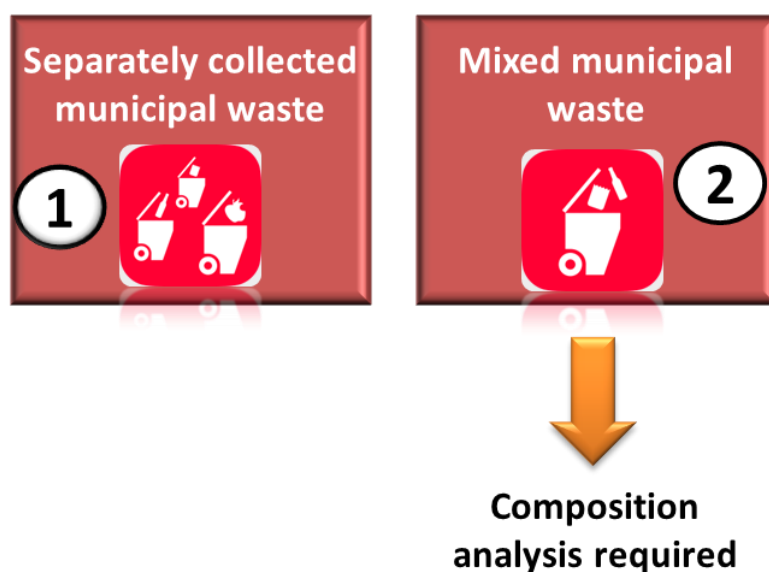 Separately collected
municipal waste
1
Mixed municipal
waste
2
Composition
analysis required